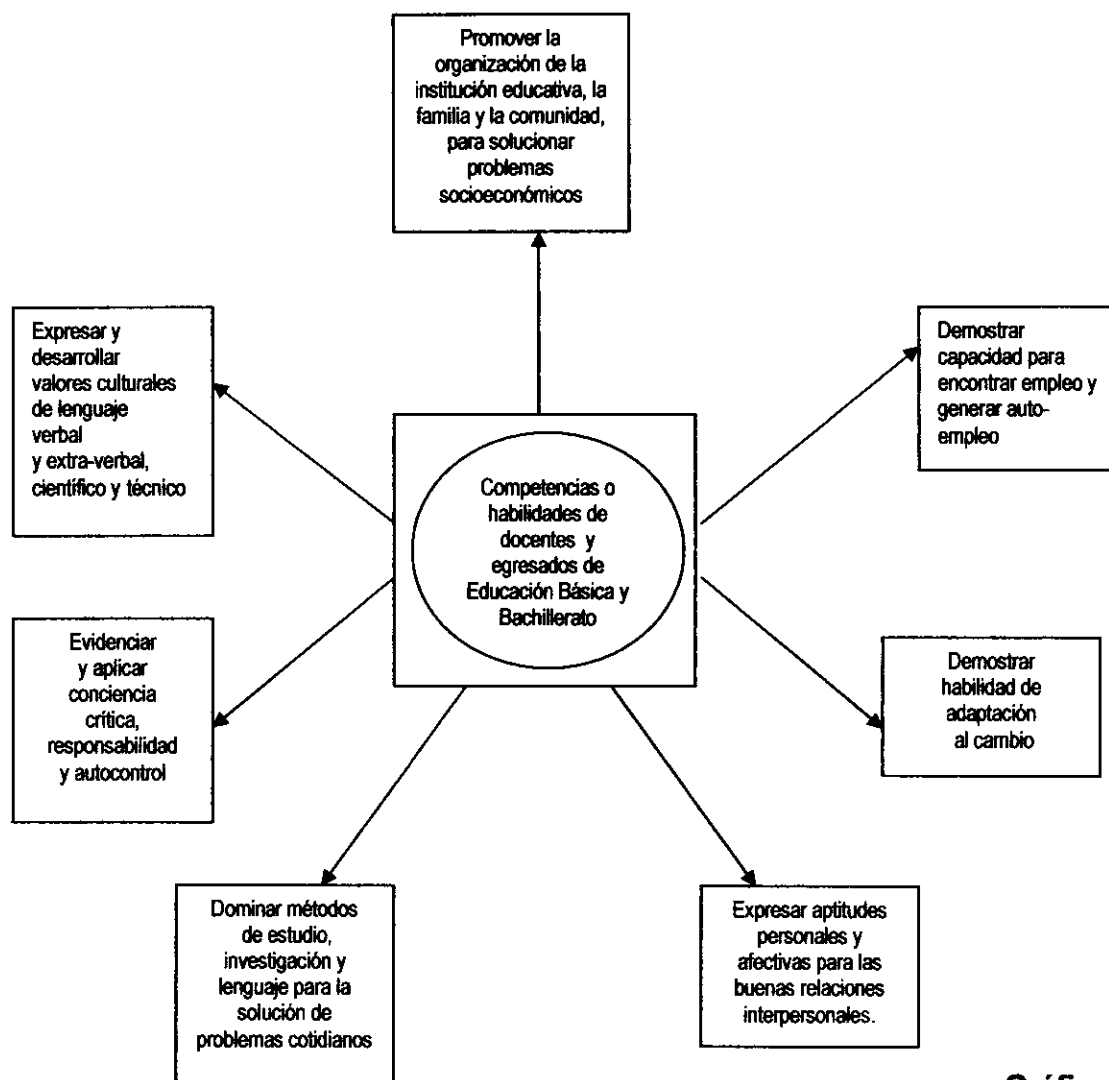 Promover la
organización de la
institución educativa, la
familia y la comunidad,
para solucionar
problemas
socioeconómicos
Expresar y
desarrollar
valores culturales
de lenguaje
verbal
y extra-verbal,
científico y técnico
Demostrar
capacidad para
encontrar empleo y
generar auto-
empleo
Competencias o
habilidades de
docentes y
egresados de
Educación Básica y
Bachillerato
Evidenciar
y aplicar
conciencia
crítica,
responsabilidad
y autocontrol
Demostrar
habilidad de
adaptación
al cambio
Dominar métodos
de estudio,
investigación y
lenguaje para la
solución de
problemas cotidianos
Expresar aptitudes
personales y
afectivas para las
buenas relaciones
interpersonales.